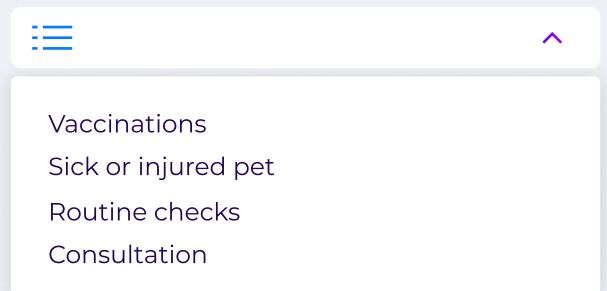 Vaccinations
Sick or injured pet
Routine checks
Consultation